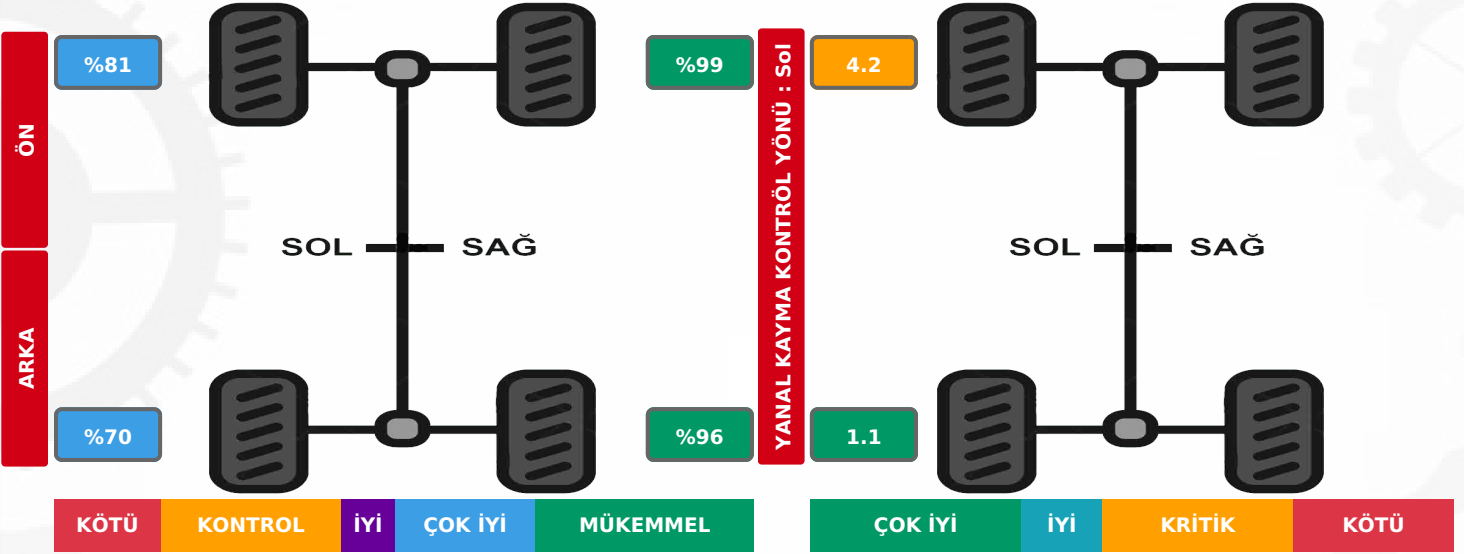 ÖN
%81
%99
YANAL KAYMA KONTRÖL YÖNÜ : Sol
4.2
SOL
SAĞ
SOL
SAĞ
ARKA
%70
%96
1.1
KÖTÜ
KONTROL
İYİ
ÇOK İYİ
MÜKEMMEL
ÇOK İYİ
İYİ
KRİTİK
KÖTÜ